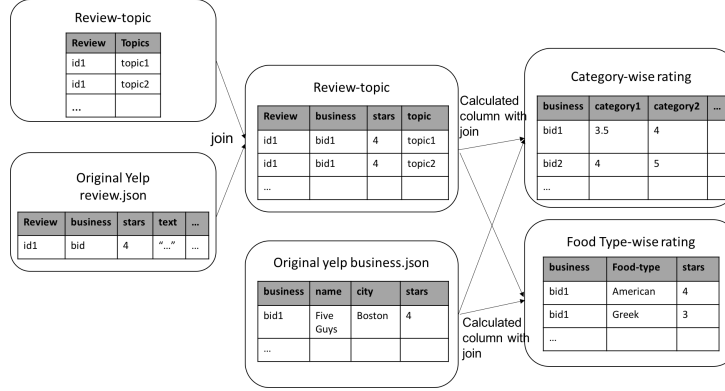 Review-topic
Review Topics
id1 topic1
id1 topic2
...
join
Original Yelp
review.json
Review business stars text ...
id1 bid 4 “...” ...
Review-topic
Review business stars topic
id1 bid1 4 topic1
id1 bid1 4 topic2
...
Original yelp business.json
business name city stars
bid1 Five Guys Boston 4
...
Calculated
column with
join
Calculated
column with
join
Category-wise rating
business category1 category2 ...
bid1 3.5 4
bid2 4 5
...
Food Type-wise rating
business Food-type stars
bid1 American 4
bid1 Greek 3
...